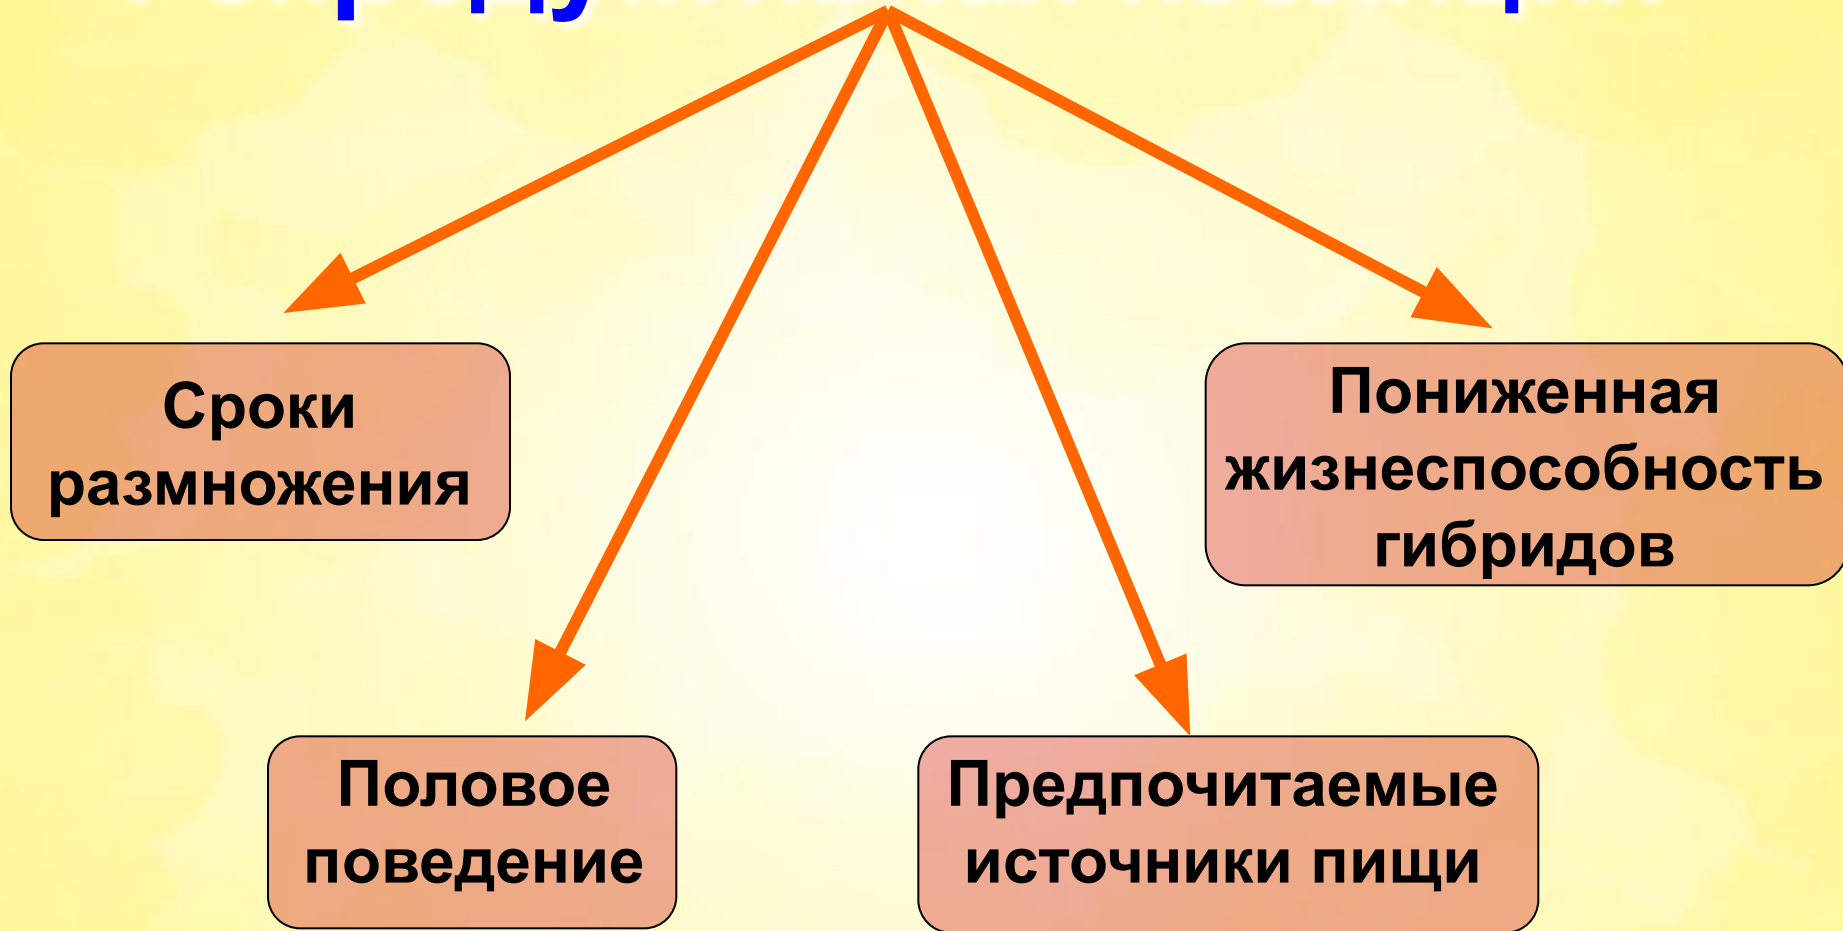 Сроки
размножения
Пониженная
жизнеспособность
гибридов
Половое
поведение
Предпочитаемые
источники пищи